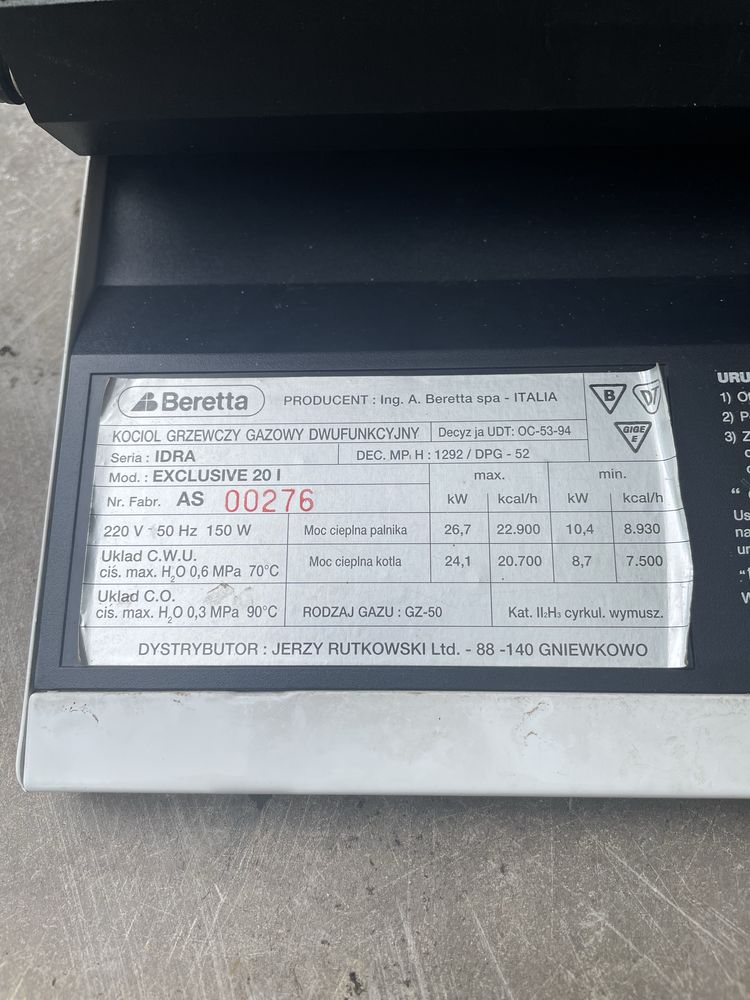 Beretta
PRODUCENT : Ing. A. Beretta spa - ITALIA
B
KOCIOL GRZEWCZY GAZOWY DWUFUNKCYJNY
Decyz ja UDT: OC-53-94
GIGE
E
Seria : IDRA
DEC. MP i H : 1292 / DPG - 52
Mod. : EXCLUSIVE 20 I
max.
min.
Nr. Fabr. AS 00276
kW
kcal/h
kW
kcal/h
220 V - 50 Hz 150 W
Moc cieplna palnika
26,7
22.900
10,4
8.930
Uklad C.W.U.
ciś. max. H2O 0,6 MPa 70°C
Moc cieplna kotla
24,1
20.700
8,7
7.500
Uklad C.O.
ciś. max. H2O 0,3 MPa 90°C
RODZAJ GAZU : GZ-50
Kat. II2H3 cyrkul. wymusz.
DYSTRYBUTOR : JERZY RUTKOWSKI Ltd. - 88 -140 GNIEWKOWO
URU
1) O
2) P
3) Z
Us
na
W